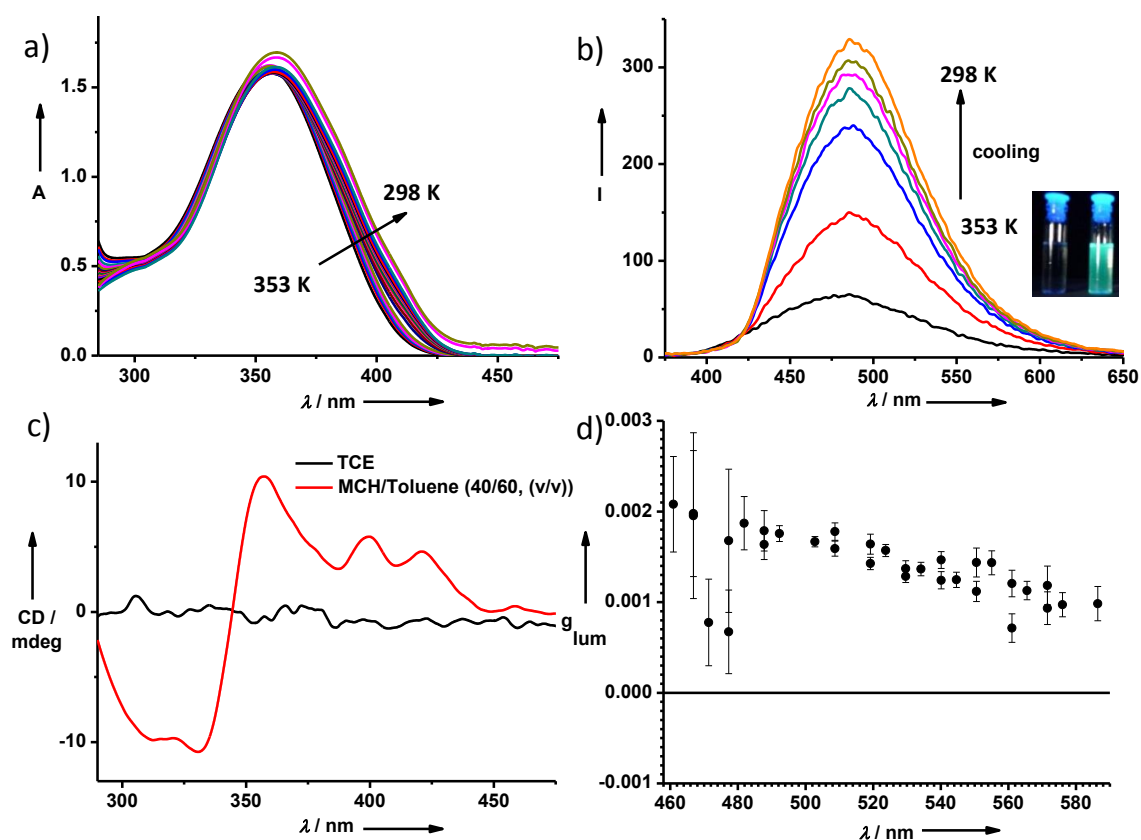 a)
1.5
1.0
0.5
0.0
A
298 K
353 K
300 350 400 450
λ / nm
b)
300
200
100
0
I
298 K
cooling
353 K
400 450 500 550 600 650
λ / nm
c)
10
0
-10
CD /
mdeg
TCE
MCH/Toluene (40/60, (v/v))
300 350 400 450
λ / nm
d)
0.003
0.002
0.001
0.000
-0.001
g
lum
460 480 500 520 540 560 580
λ / nm